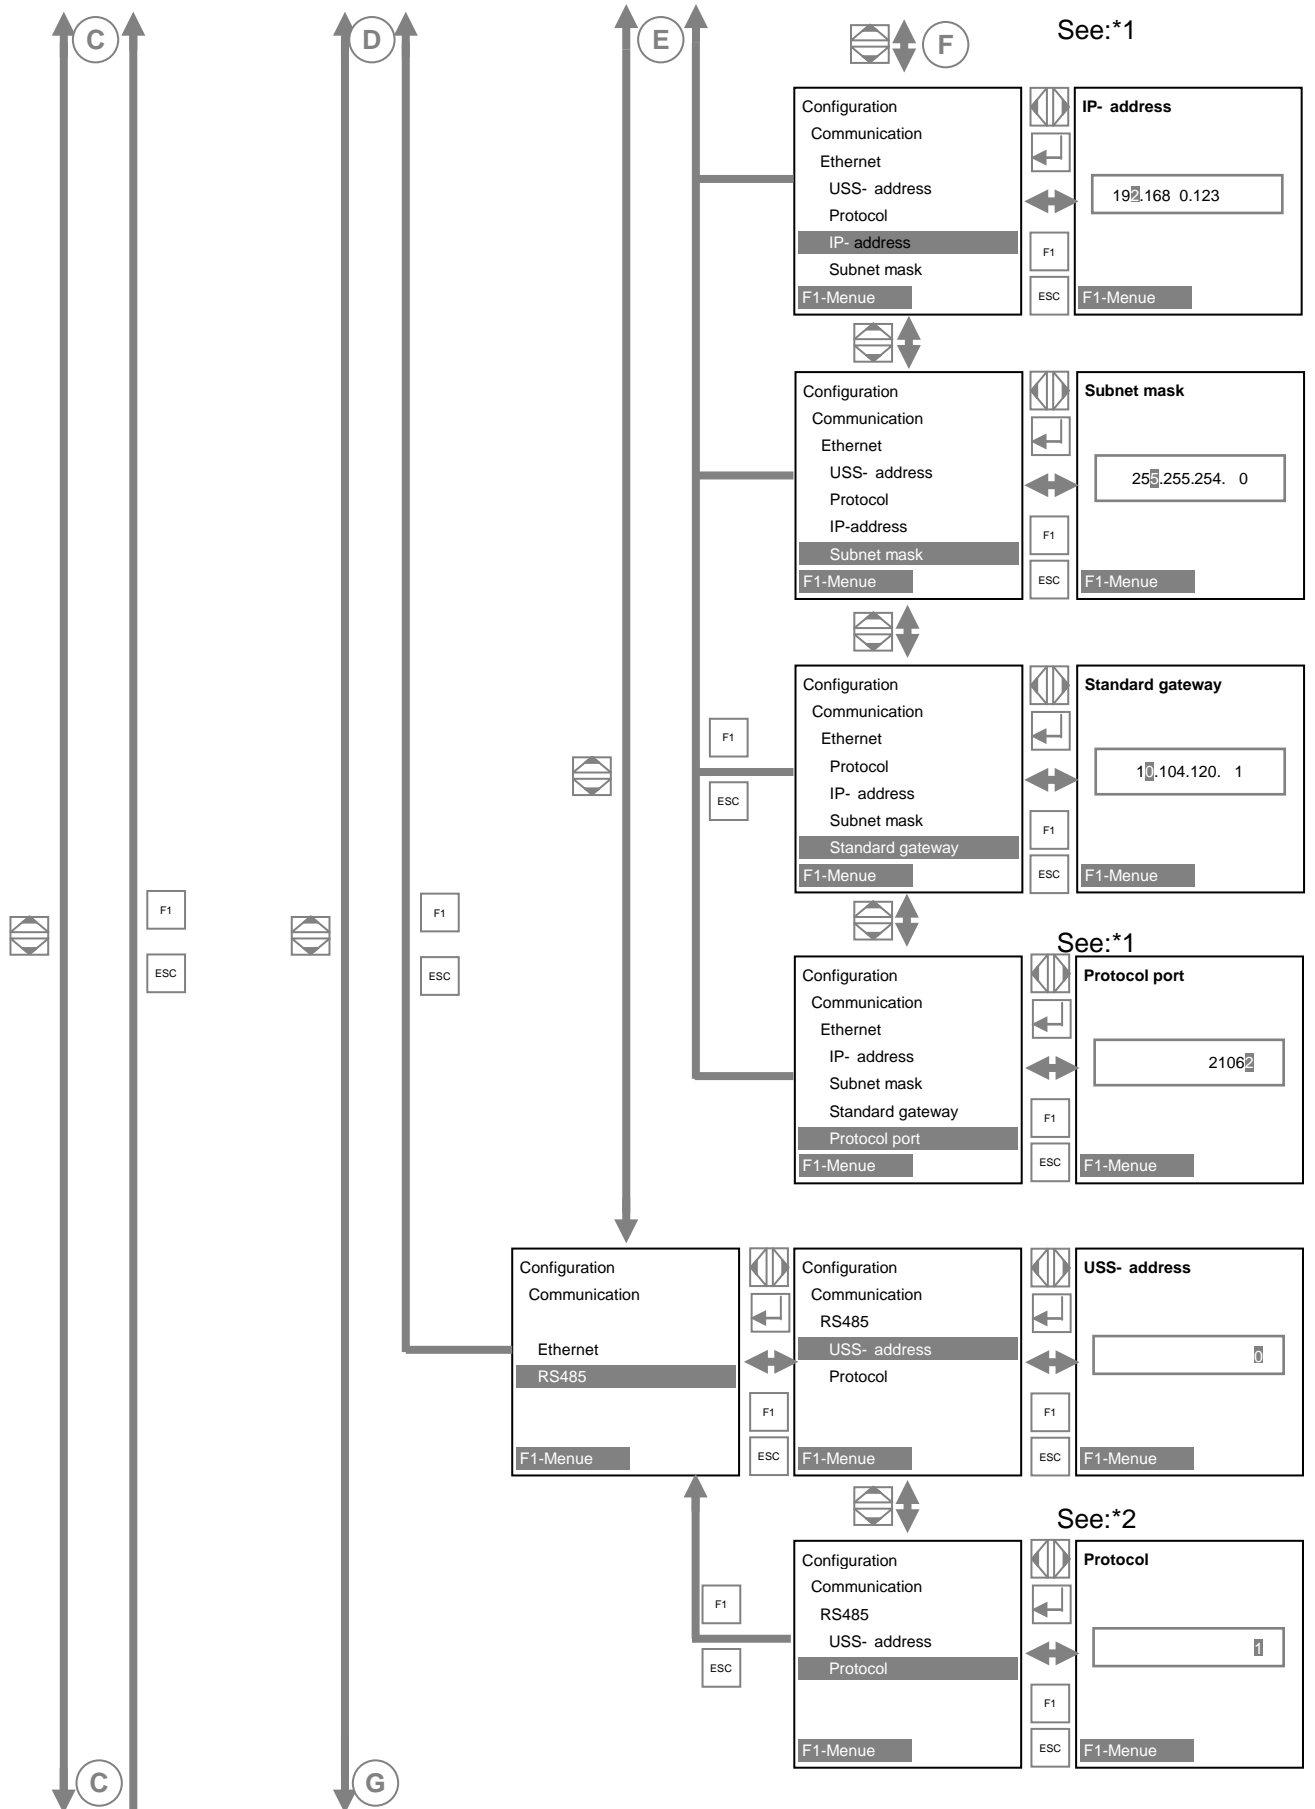 C
D
E
F
See:*1
Configuration
Communication
Ethernet
USS- address
Protocol
IP- address
Subnet mask
F1-Menue
F1
ESC
IP- address
192.168 0.123
F1-Menue
Configuration
Communication
Ethernet
USS- address
Protocol
IP-address
Subnet mask
F1-Menue
F1
ESC
Subnet mask
255.255.254. 0
F1-Menue
F1
ESC
Configuration
Communication
Ethernet
Protocol
IP- address
Subnet mask
Standard gateway
F1-Menue
F1
ESC
Standard gateway
10.104.120. 1
F1-Menue
F1
ESC
F1
ESC
See:*1
Configuration
Communication
Ethernet
IP- address
Subnet mask
Standard gateway
Protocol port
F1-Menue
F1
ESC
Protocol port
21062
F1-Menue
Configuration
Communication
Ethernet
RS485
F1-Menue
F1
ESC
Configuration
Communication
RS485
USS- address
Protocol
F1-Menue
F1
ESC
USS- address
0
F1-Menue
See:*2
F1
ESC
Configuration
Communication
RS485
USS- address
Protocol
F1-Menue
F1
ESC
Protocol
1
F1-Menue
C
G